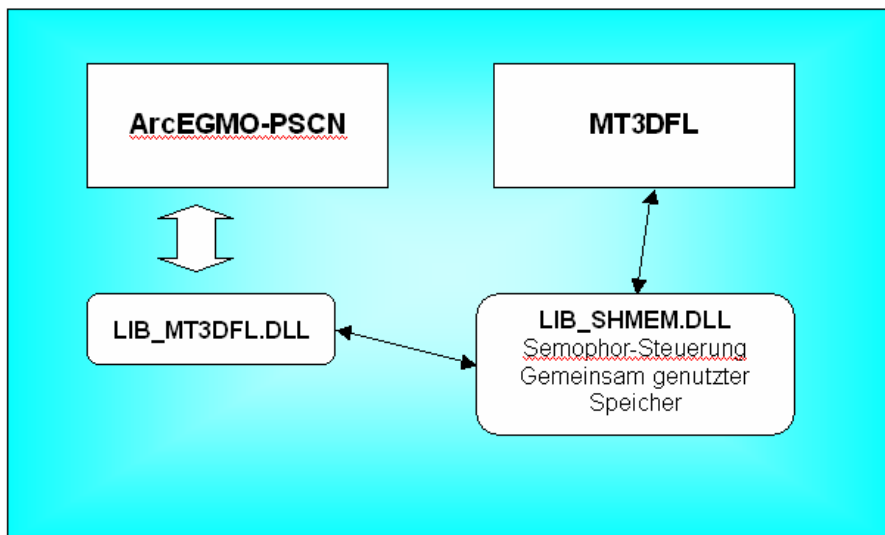 ArcEGMO-PSCN
MT3DFL
LIB_MT3DFL.DLL
LIB_SHMEM.DLL
Semophor-Steuerung
Gemeinsam genutzter
Speicher